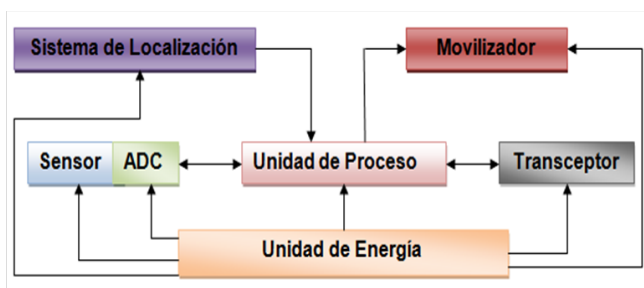 Sistema de Localización
Movilizador
Sensor
ADC
Unidad de Proceso
Transceptor
Unidad de Energía